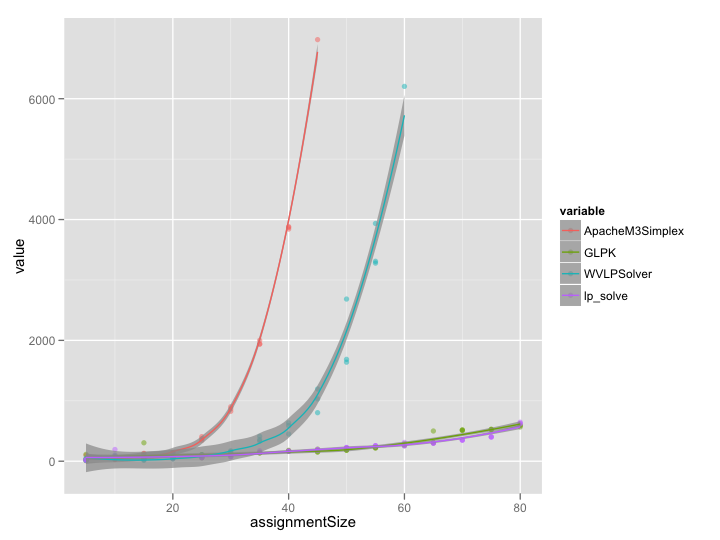 6000
4000
2000
0
value
20
40
60
80
assignmentSize
variable
ApacheM3Simplex
GLPK
WVLPSolver
lp_solve